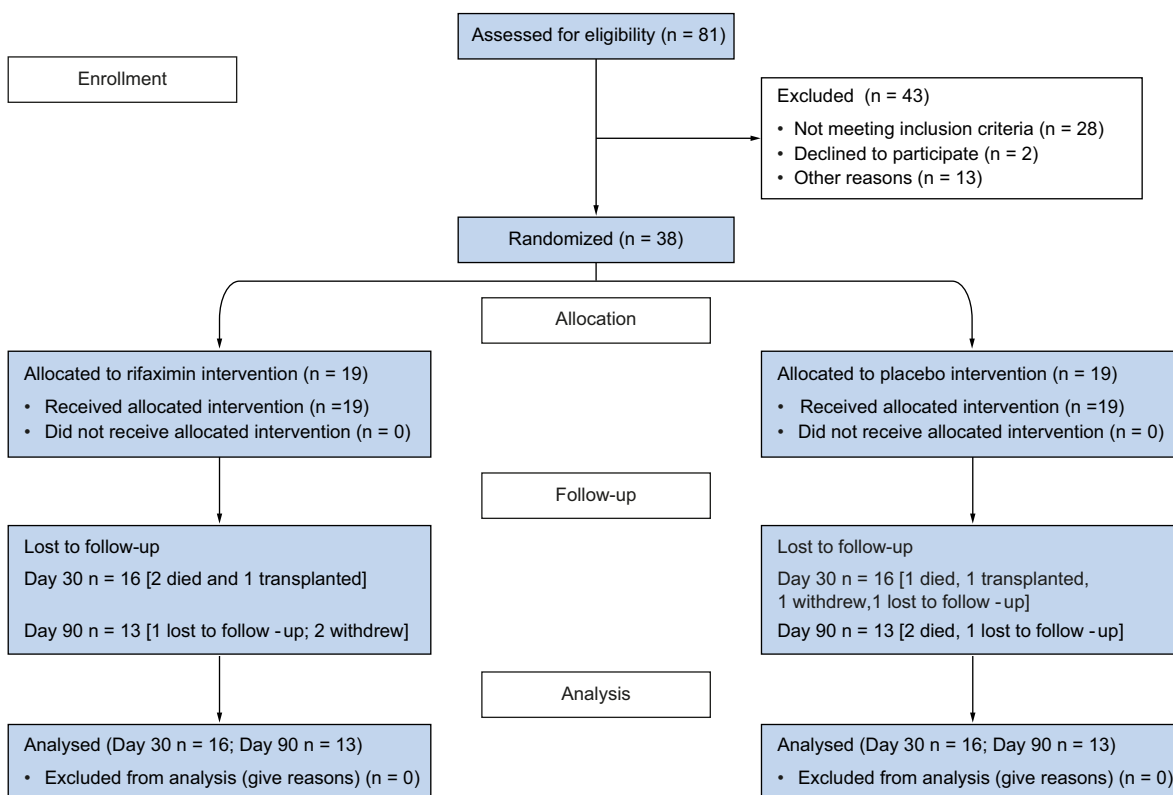 Assessed for eligibility (n = 81)
Enrollment
Excluded (n = 43)
• Not meeting inclusion criteria (n = 28)
• Declined to participate (n = 2)
• Other reasons (n = 13)
Randomized (n = 38)
Allocation
Allocated to rifaximin intervention (n = 19)
• Received allocated intervention (n =19)
• Did not receive allocated intervention (n = 0)
Allocated to placebo intervention (n = 19)
• Received allocated intervention (n =19)
• Did not receive allocated intervention (n = 0)
Follow-up
Lost to follow-up
Day 30 n = 16 [2 died and 1 transplanted]
Day 90 n = 13 [1 lost to follow -up; 2 withdrew]
Lost to follow-up
Day 30 n = 16 [1 died, 1 transplanted,
1 withdrew,1 lost to follow -up]
Day 90 n = 13 [2 died, 1 lost to follow -up]
Analysis
Analysed (Day 30 n = 16; Day 90 n = 13)
• Excluded from analysis (give reasons) (n = 0)
Analysed (Day 30 n = 16; Day 90 n = 13)
• Excluded from analysis (give reasons) (n = 0)